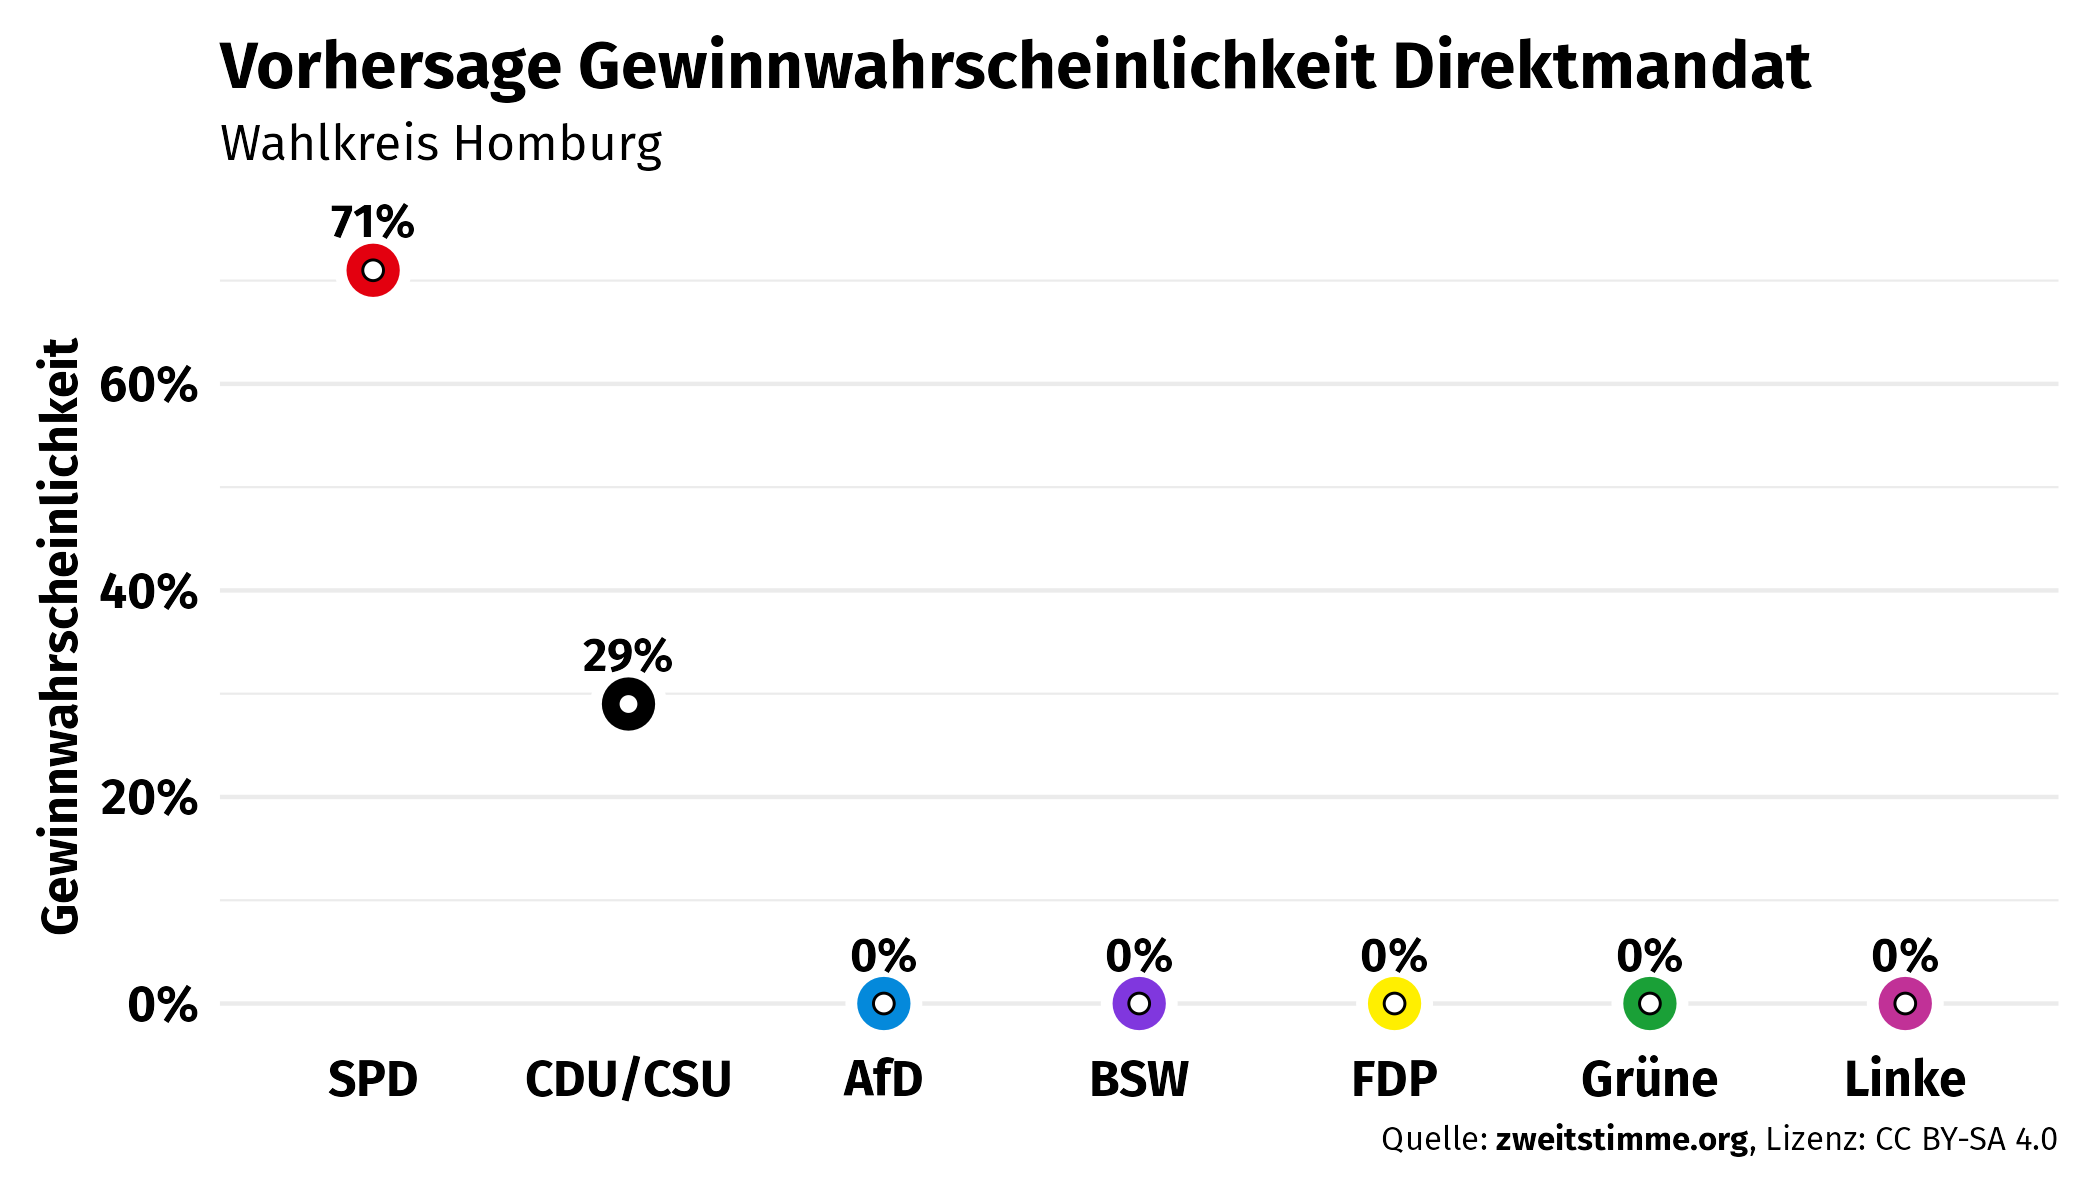 Vorhersage Gewinnwahrscheinlichkeit Direktmandat
Wahlkreis Homburg
Gewinnwahrscheinlichkeit
71%
60%
40%
29%
20%
0% 0% 0% 0% 0%
0%
SPD CDU/CSU AfD BSW FDP Grüne Linke
Quelle: zweitstimme.org, Lizenz: CC BY-SA 4.0